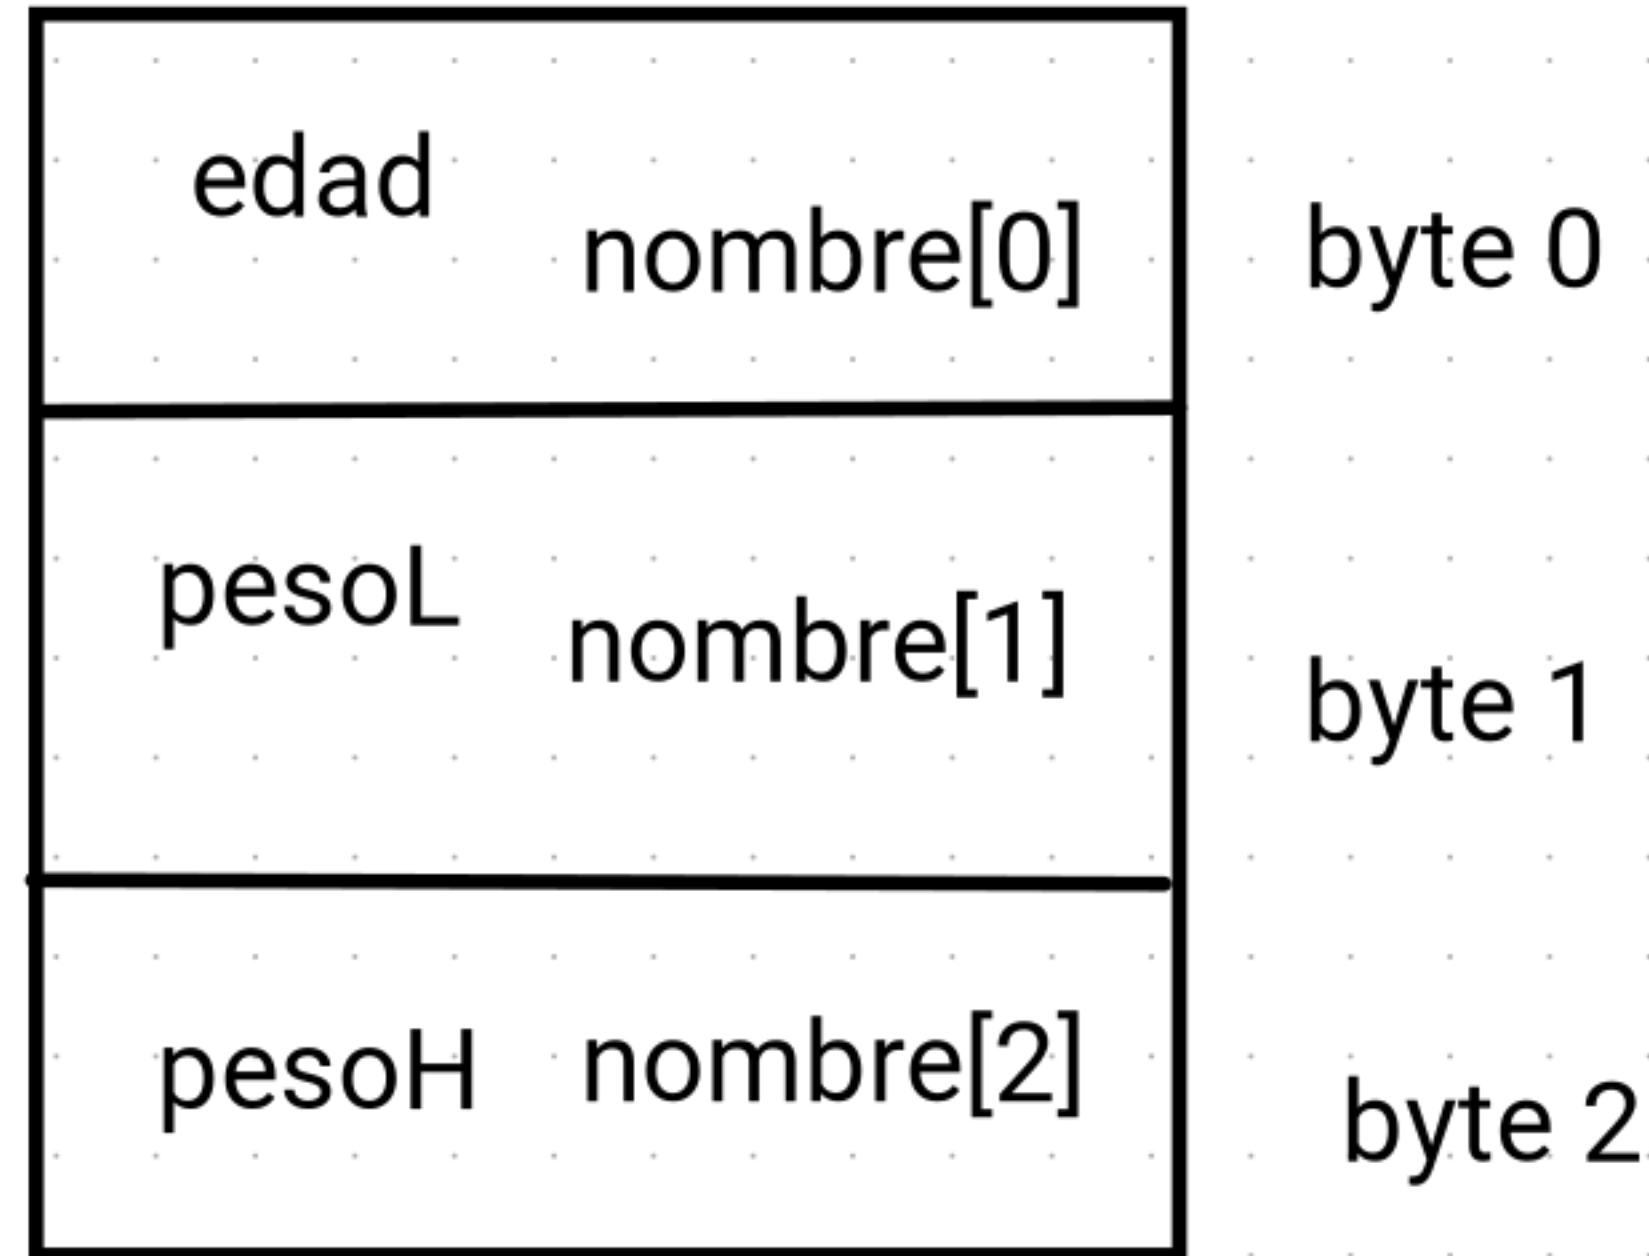 edad nombre[0] byte 0
pesoL nombre[1] byte 1
pesoH nombre[2] byte 2